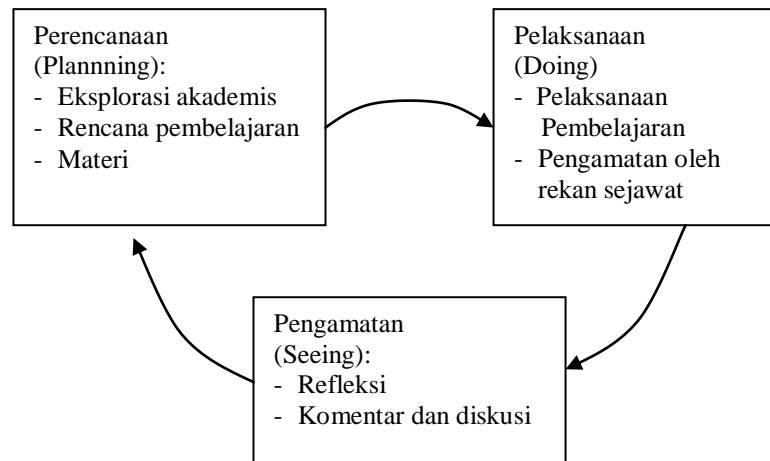 Perencanaan
(Plannning):
- Eksplorasi akademis
- Rencana pembelajaran
- Materi
Pelaksanaan
(Doing)
- Pelaksanaan
Pembelajaran
- Pengamatan oleh
rekan sejawat
Pengamatan
(Seeing):
- Refleksi
- Komentar dan diskusi